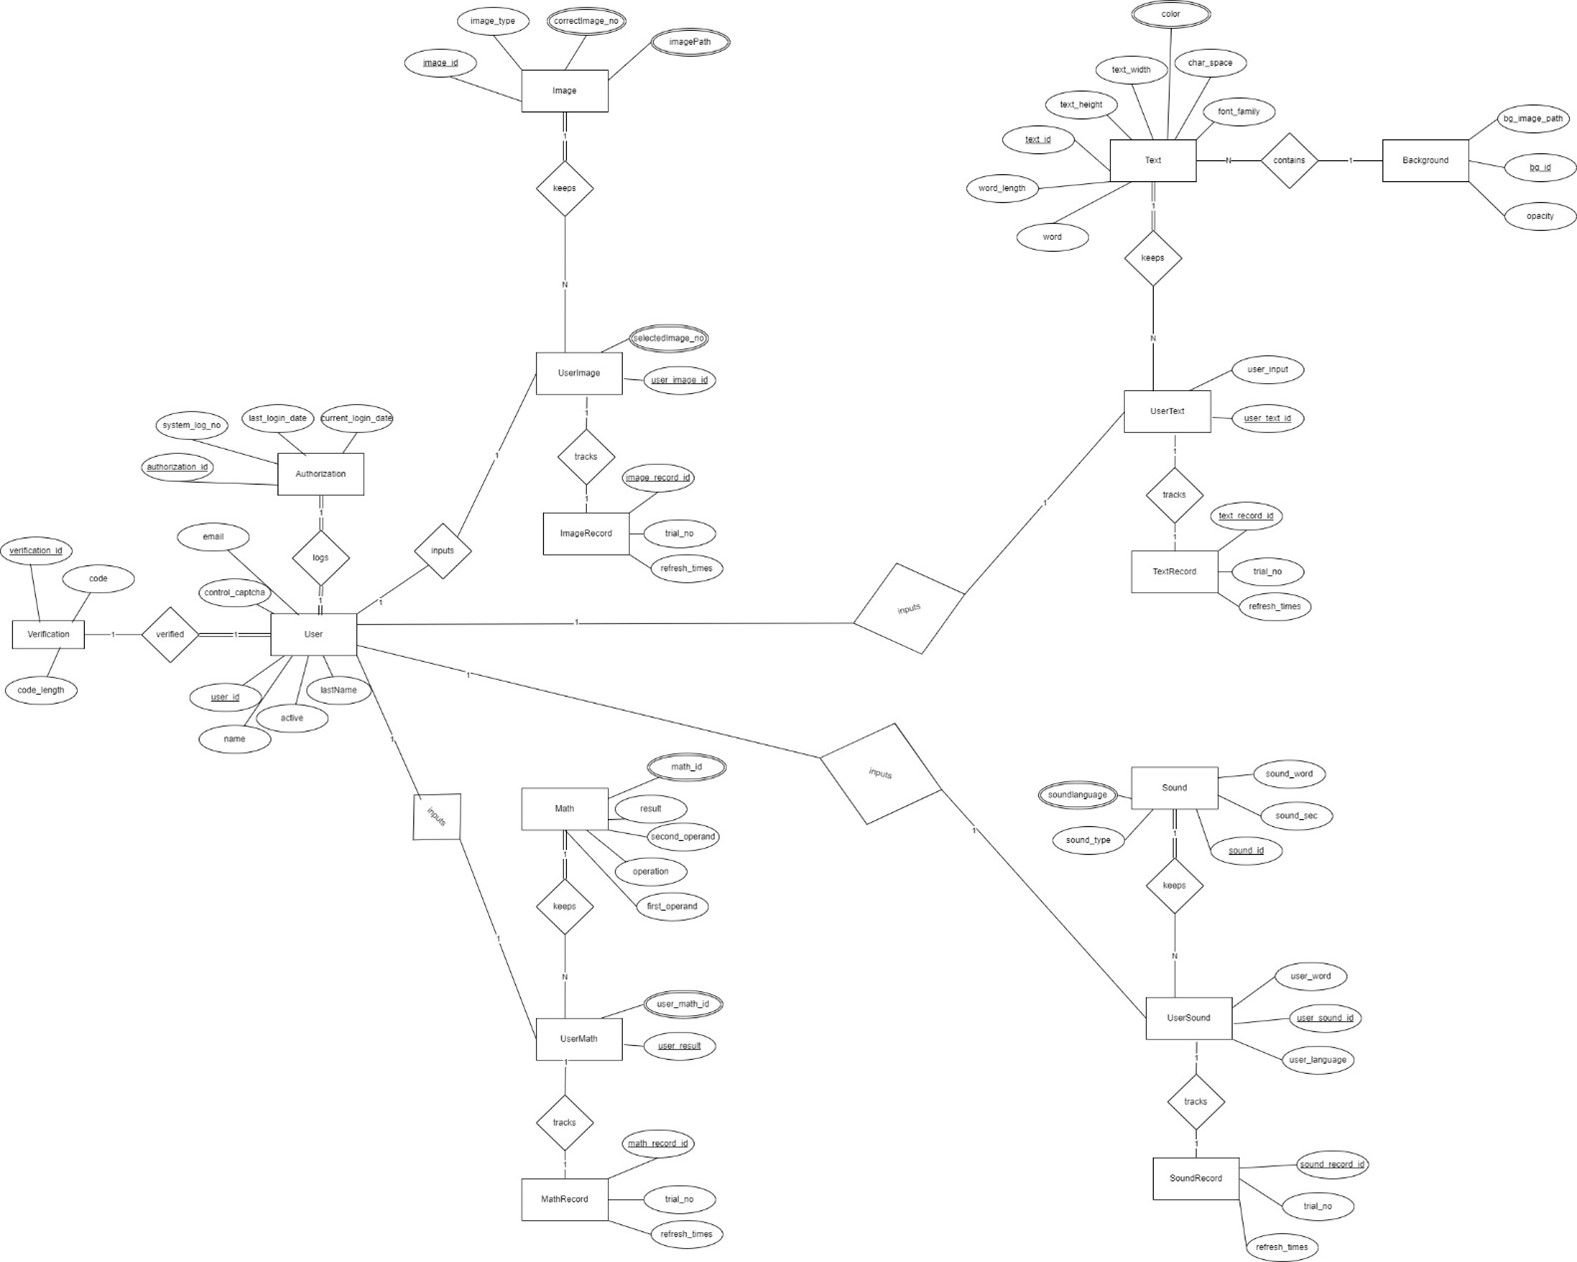 image_type
correctImage_no
imagePath
image_id
Image
1
keeps
N
selectedImage_no
UserImage
user_image_id
1
tracks
1
image_record_id
ImageRecord
trial_no
refresh_times
color
text_width
char_space
text_height
font_family
text_id
Text
N
contains
1
Background
bg_image_path
bg_id
opacity
word_length
word
1
keeps
N
user_input
UserText
user_text_id
1
tracks
1
text_record_id
TextRecord
trial_no
refresh_times
system_log_no
last_login_date
current_login_date
authorization_id
Authorization
1
logs
1
email
control_captcha
verification_id
code
Verification
1
verified
1
User
code_length
user_id
lastName
active
name
1
inputs
1
1
inputs
1
1
inputs
1
1
inputs
1
math_id
Math
result
second_operand
operation
first_operand
1
keeps
N
user_math_id
UserMath
user_result
1
tracks
1
math_record_id
MathRecord
trial_no
refresh_times
soundlanguage
Sound
sound_word
sound_sec
sound_type
sound_id
1
keeps
N
user_word
UserSound
user_sound_id
user_language
1
tracks
1
sound_record_id
SoundRecord
trial_no
refresh_times